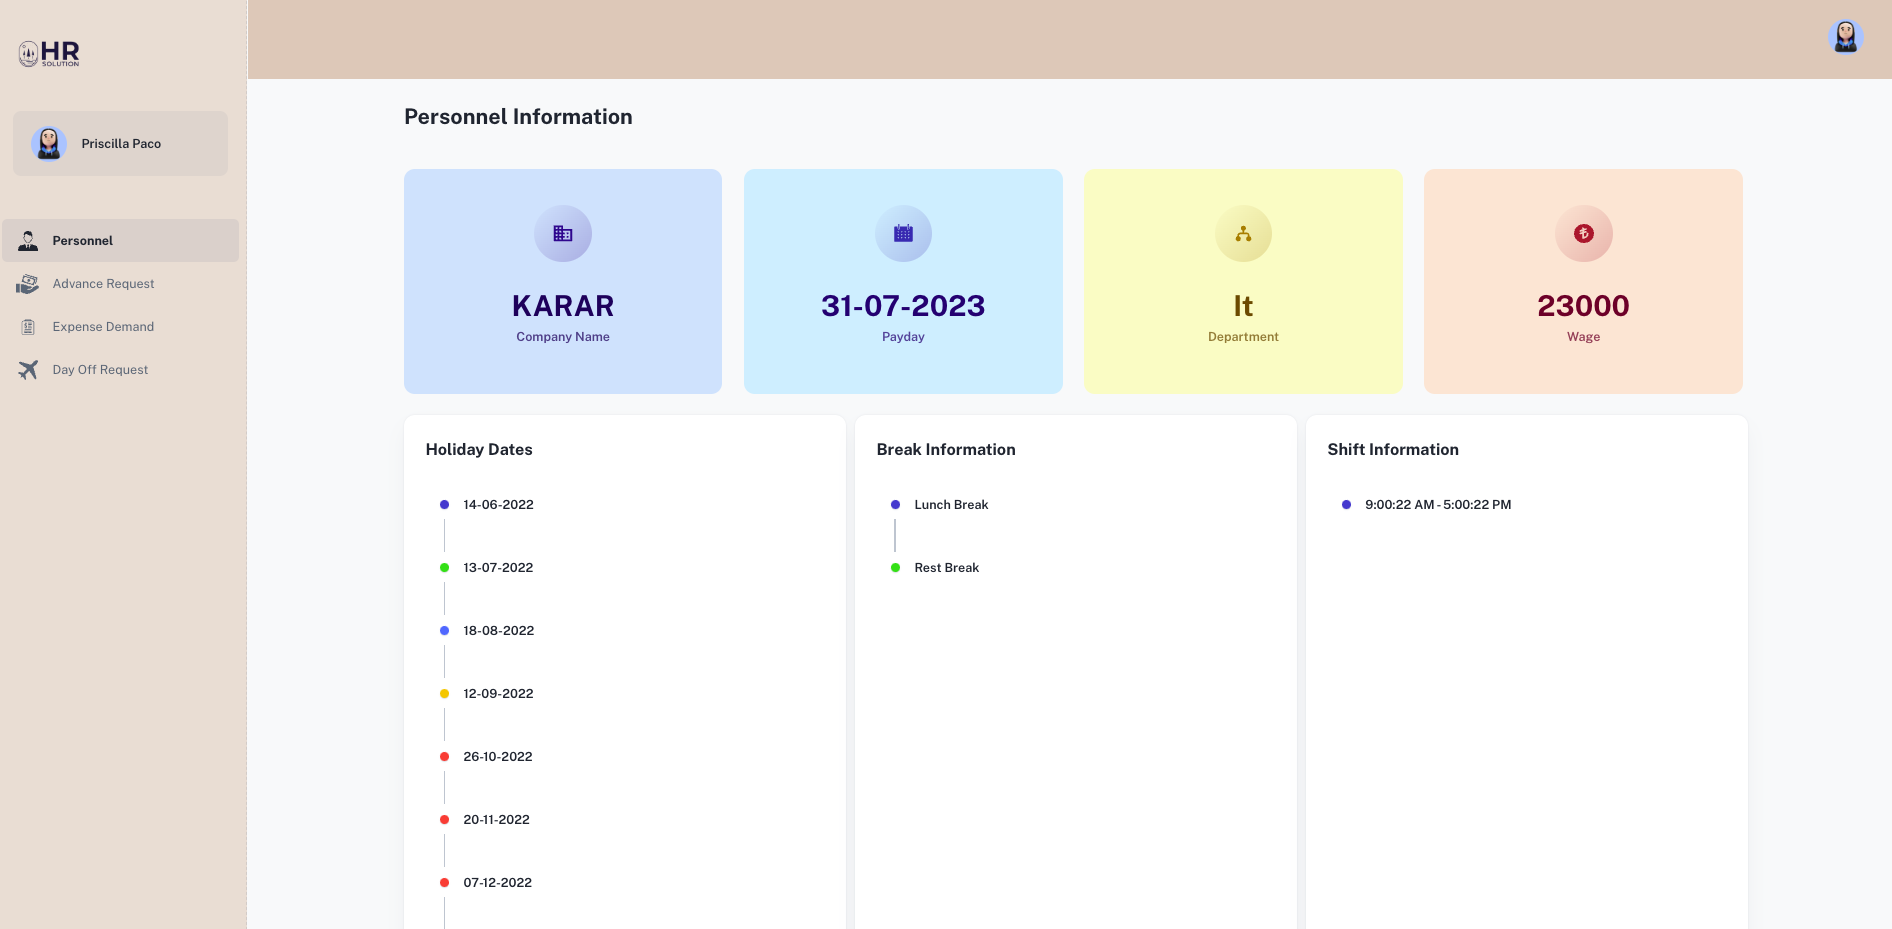 HR
SOLUTION
Priscilla Paco
Personnel
Advance Request
Expense Demand
Day Off Request
Personnel Information
KARAR
Company Name
31-07-2023
Payday
It
Department
23000
Wage
Holiday Dates
14-06-2022
13-07-2022
18-08-2022
12-09-2022
26-10-2022
20-11-2022
07-12-2022
Break Information
Lunch Break
Rest Break
Shift Information
9:00:22 AM - 5:00:22 PM